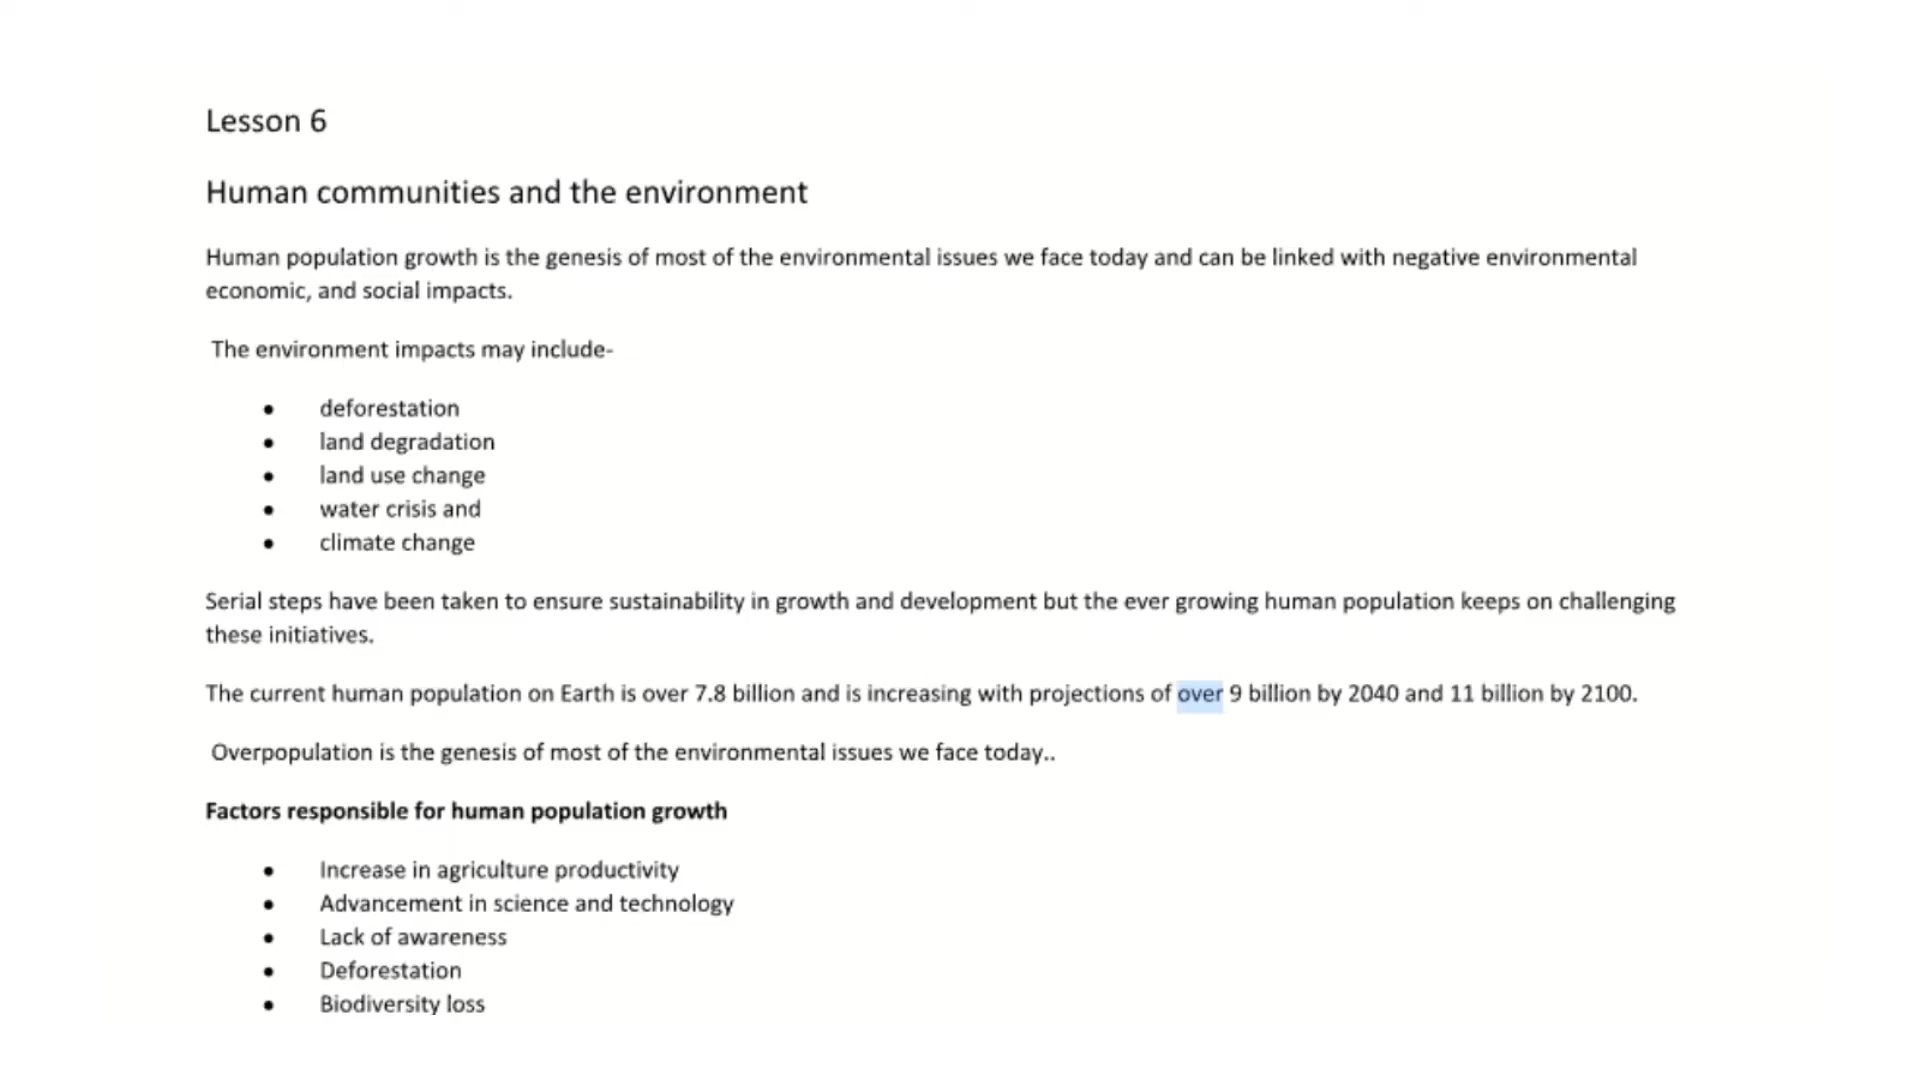 Lesson 6
Human communities and the environment
Human population growth is the genesis of most of the environmental issues we face today and can be linked with negative environmental
economic, and social impacts.
The environment impacts may include-
• deforestation
• land degradation
• land use change
• water crisis and
• climate change
Serial steps have been taken to ensure sustainability in growth and development but the ever growing human population keeps on challenging
these initiatives.
The current human population on Earth is over 7.8 billion and is increasing with projections of over 9 billion by 2040 and 11 billion by 2100.
Overpopulation is the genesis of most of the environmental issues we face today..
Factors responsible for human population growth
• Increase in agriculture productivity
• Advancement in science and technology
• Lack of awareness
• Deforestation
• Biodiversity loss